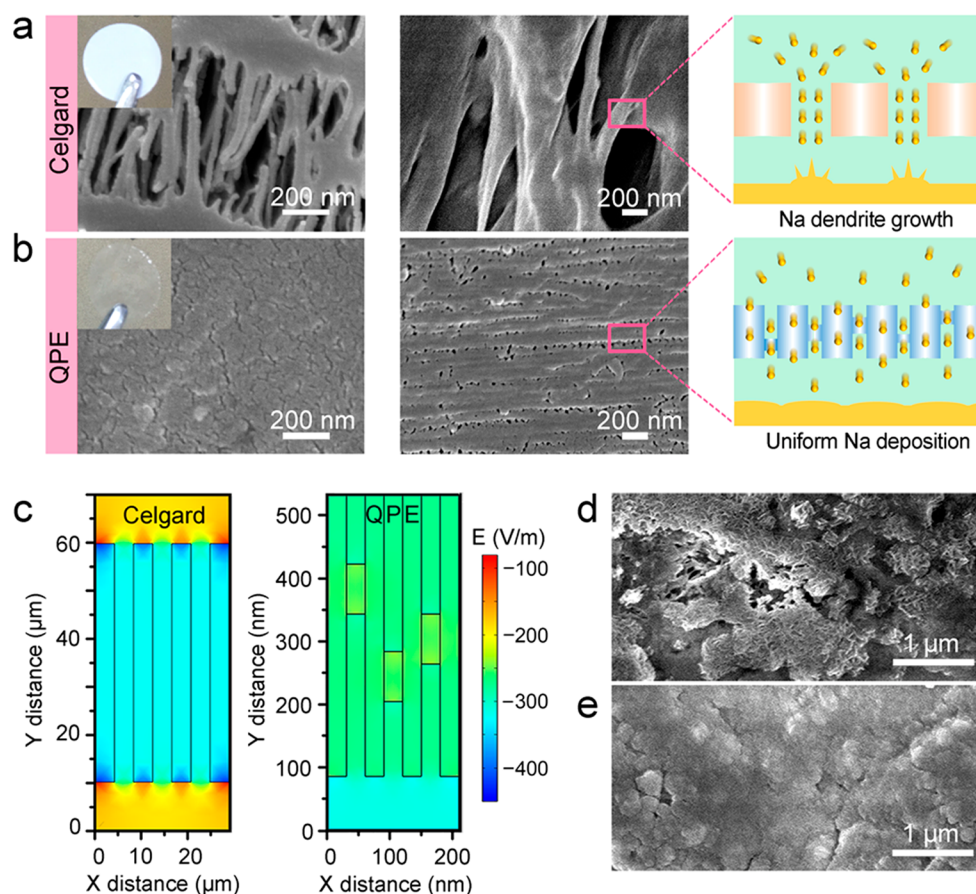 a
Celgard
200 nm
200 nm
Na dendrite growth
b
QPE
200 nm
200 nm
Uniform Na deposition
c
Celgard
60
40
20
0
Y distance (μm)
0 10 20
X distance (μm)
QPE
500
400
300
200
100
0
Y distance (nm)
0 100 200
X distance (nm)
E (V/m)
−100
−200
−300
−400
d
1 μm
e
1 μm